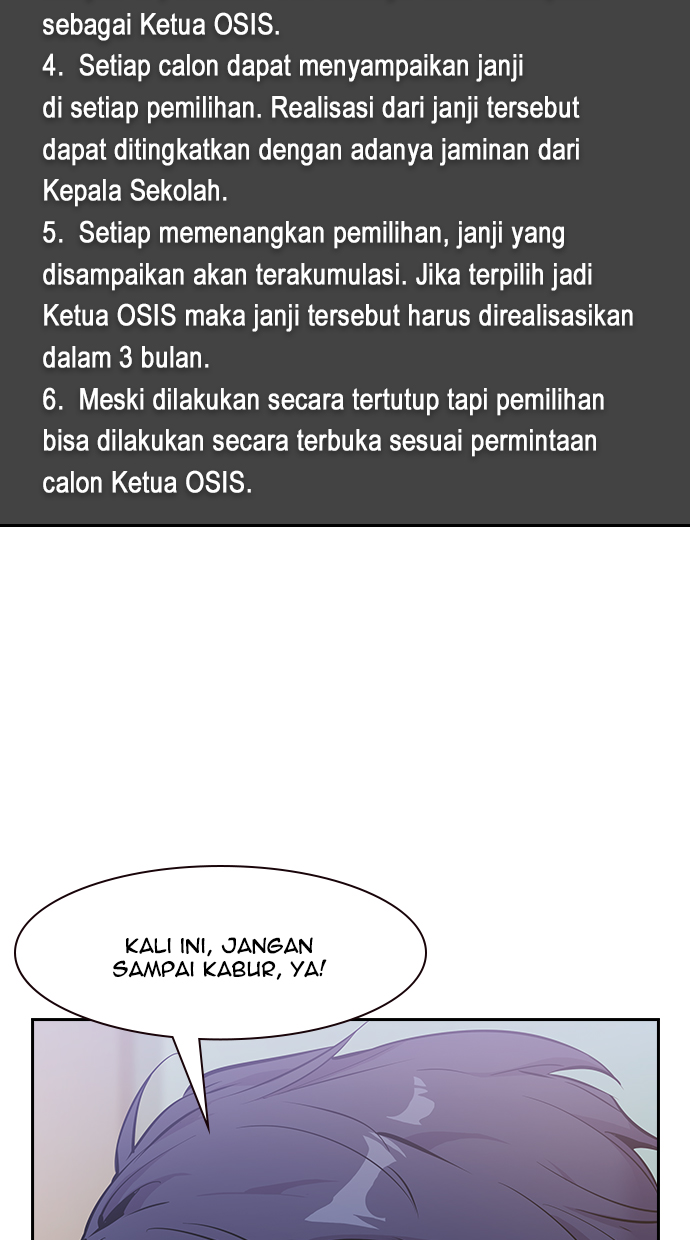 sebagai Ketua OSIS.
4. Setiap calon dapat menyampaikan janji
di setiap pemilihan. Realisasi dari janji tersebut
dapat ditingkatkan dengan adanya jaminan dari
Kepala Sekolah.
5. Setiap memenangkan pemilihan, janji yang
disampaikan akan terakumulasi. Jika terpilih jadi
Ketua OSIS maka janji tersebut harus direalisasikan
dalam 3 bulan.
6. Meski dilakukan secara tertutup tapi pemilihan
bisa dilakukan secara terbuka sesuai permintaan
calon Ketua OSIS.
KALI INI, JANGAN
SAMPAI KABUR, YA!